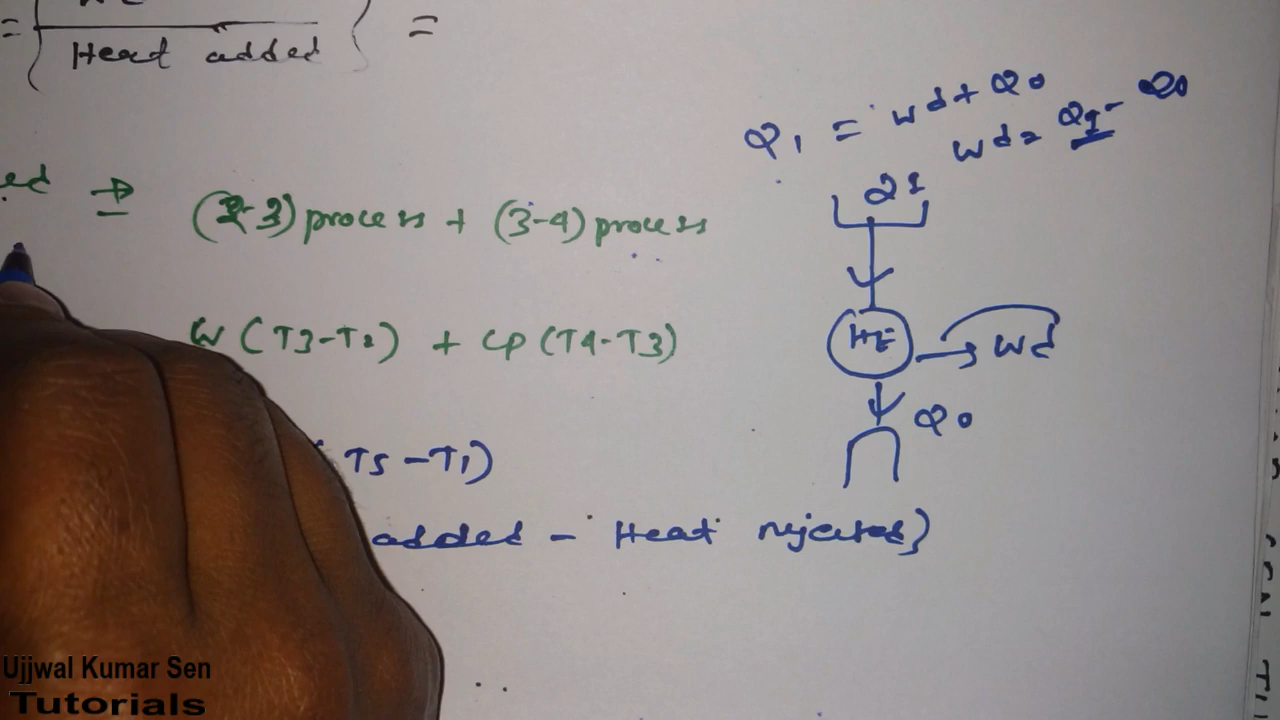 = { Heat added } =
Q1 = wd + Q0
wd = Q1 - Q0
ed ⇒ (2-3) process + (3-4) process
Q1
(T3-T2) + CP (T4-T3)
HE → wd
Q0
(T5-T1)
added - Heat rejected)
Ujjwal Kumar Sen
Tutorials